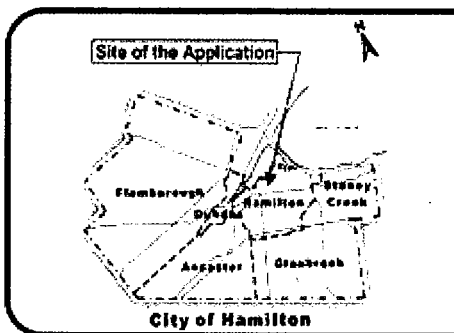 N
Site of the Application
Flamborough
Dundas
Hamilton
Stoney
Creek
Ancaster
Glanbrook
City of Hamilton